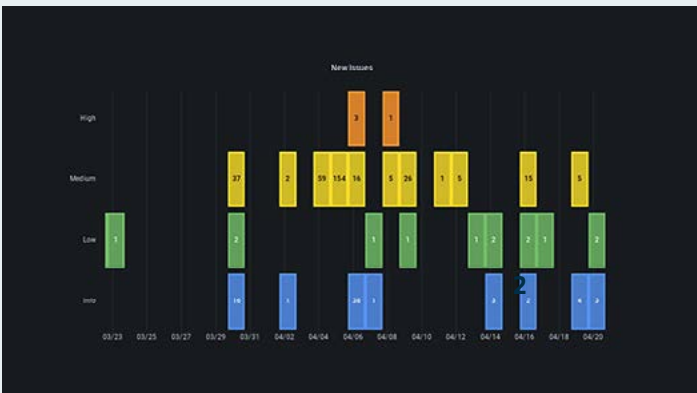 New Issues
High 3 1
Medium 37 2 59 154 16 5 26 1 5 15 5
Low 1 2 1 1 1 2 2 1 2
1 1 2 4
2
03/23 03/25 03/27 03/29 03/31 04/02 04/04 04/06 04/08 04/10 04/12 04/14 04/16 04/18 04/20